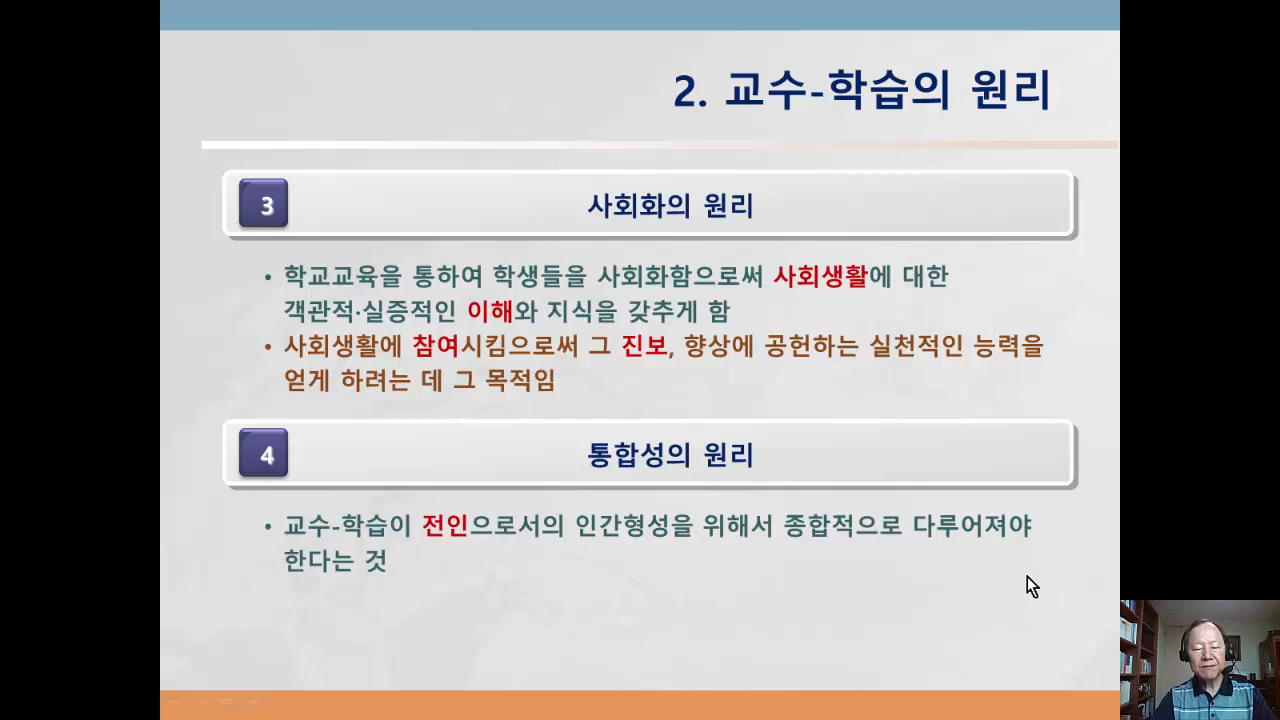 2. 교수-학습의 원리
3 사회화의 원리
• 학교교육을 통하여 학생들을 사회화함으로써 사회생활에 대한
객관적·실증적인 이해와 지식을 갖추게 함
• 사회생활에 참여시킴으로써 그 진보, 향상에 공헌하는 실천적인 능력을
얻게 하려는 데 그 목적임
4 통합성의 원리
• 교수-학습이 전인으로서의 인간형성을 위해서 종합적으로 다루어져야
한다는 것